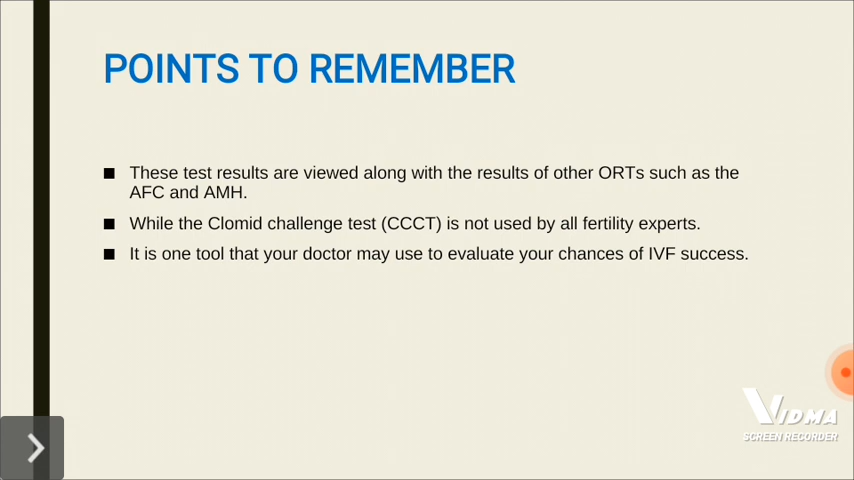 POINTS TO REMEMBER
These test results are viewed along with the results of other ORTs such as the
AFC and AMH.
While the Clomid challenge test (CCCT) is not used by all fertility experts.
It is one tool that your doctor may use to evaluate your chances of IVF success.
VIDMA
SCREEN RECORDER